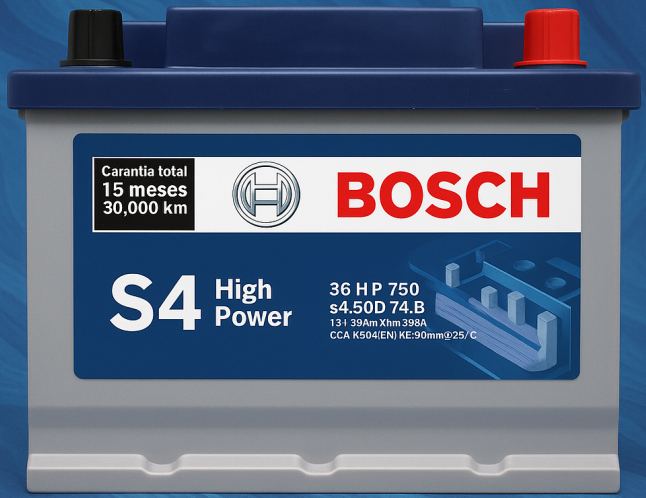 Carantia total
15 meses
30,000 km
BOSCH
S4 High
Power
36 H P 750
s4.50D 74.B
13+ 39Am Xhm 398A
CCA K504(EN) KE:90mm@25/C